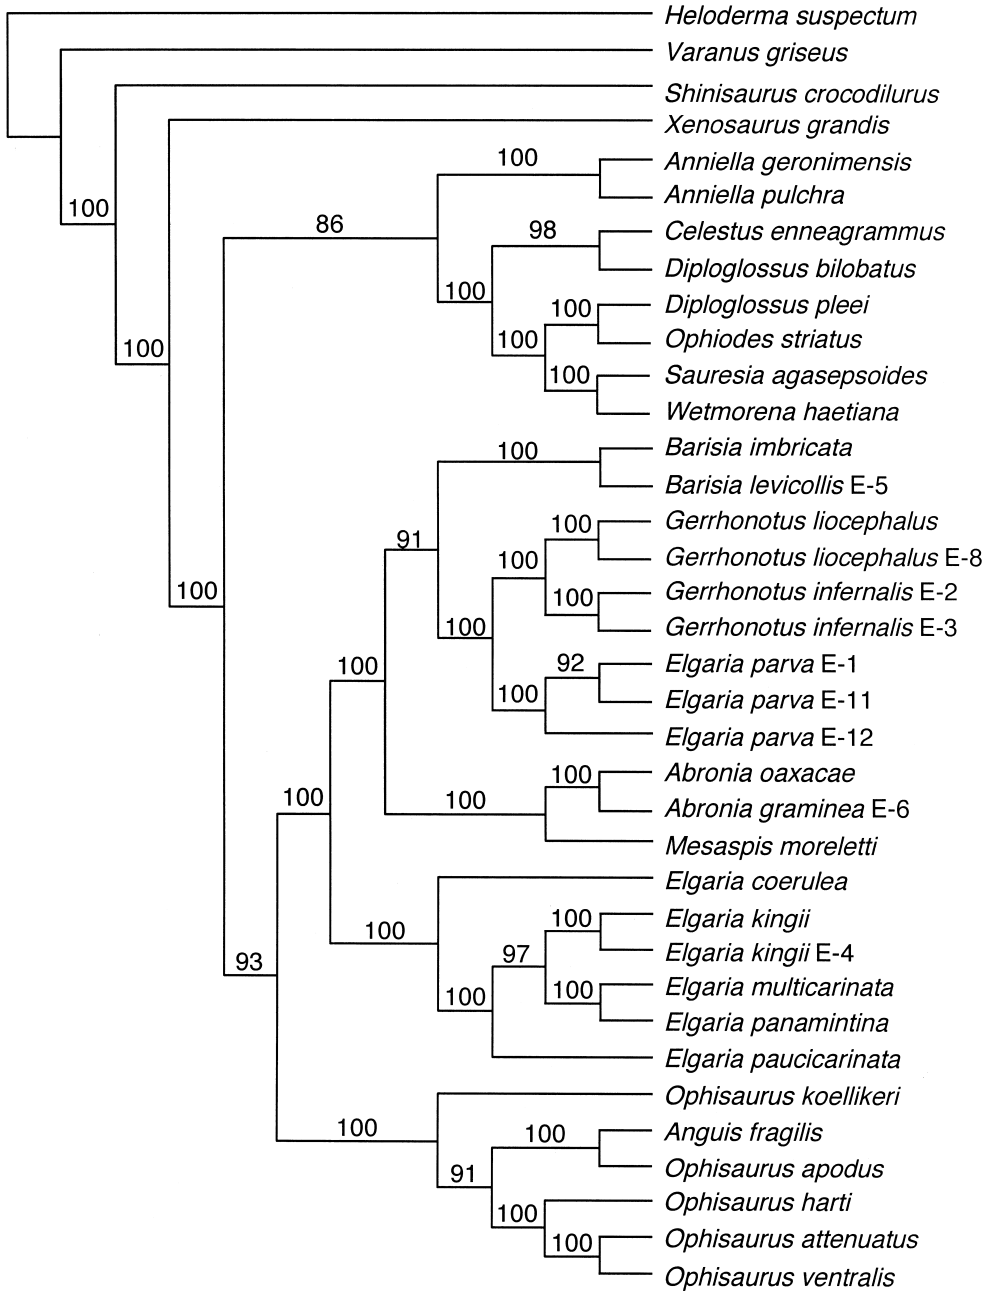 Heloderma suspectum
Varanus griseus
Shinisaurus crocodilurus
Xenosaurus grandis
100
Anniella geronimensis
Anniella pulchra
100
86
98
Celestus enneagrammus
Diploglossus bilobatus
100
100
Diploglossus pleei
100
Ophiodes striatus
100
100
Sauresia agasepsoides
Wetmorena haetiana
100
Barisia imbricata
Barisia levicollis E-5
91
100
Gerrhonotus liocephalus
100
Gerrhonotus liocephalus E-8
100
100
Gerrhonotus infernalis E-2
Gerrhonotus infernalis E-3
100
100
92
Elgaria parva E-1
100
Elgaria parva E-11
Elgaria parva E-12
100
100
100
Abronia oaxacae
Abronia graminea E-6
Mesaspis moreletti
Elgaria coerulea
100
100
Elgaria kingii
93
97
Elgaria kingii E-4
100
100
Elgaria multicarinata
Elgaria panamintina
Elgaria paucicarinata
Ophisaurus koellikeri
100
100
Anguis fragilis
91
Ophisaurus apodus
100
Ophisaurus harti
100
Ophisaurus attenuatus
Ophisaurus ventralis